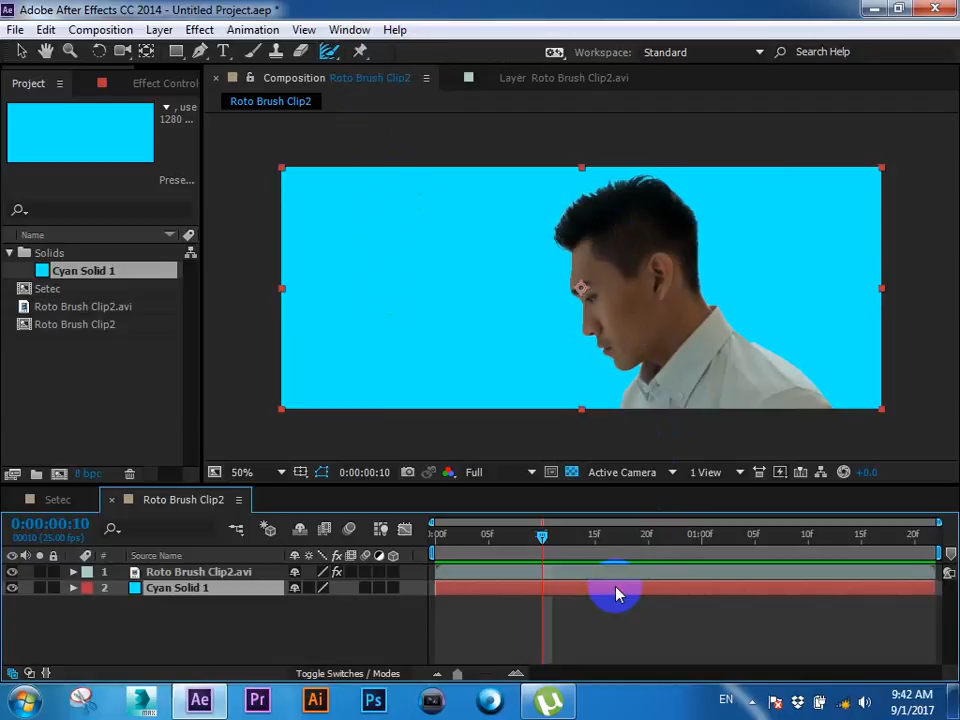 Adobe After Effects CC 2014 - Untitled Project.aep *
File Edit Composition Layer Effect Animation View Window Help
Workspace: Standard Search Help
Project Effect Control Composition Roto Brush Clip2 Layer Roto Brush Clip2.avi
Roto Brush Clip2
, use
1280 ...
Prese...
Name
Solids
Cyan Solid 1
Setec
Roto Brush Clip2.avi
Roto Brush Clip2
8 bpc 50% 0:00:00:10 Full Active Camera 1 View +0.0
Setec Roto Brush Clip2
0:00:00:10
00010 (25.00 fps)
:00f 05f 15f 20f 01:00f 05f 10f 15f 20f
# Source Name
1 Roto Brush Clip2.avi
2 Cyan Solid 1
Toggle Switches / Modes
Ae Pr Ai Ps EN 9:42 AM
9/1/2017